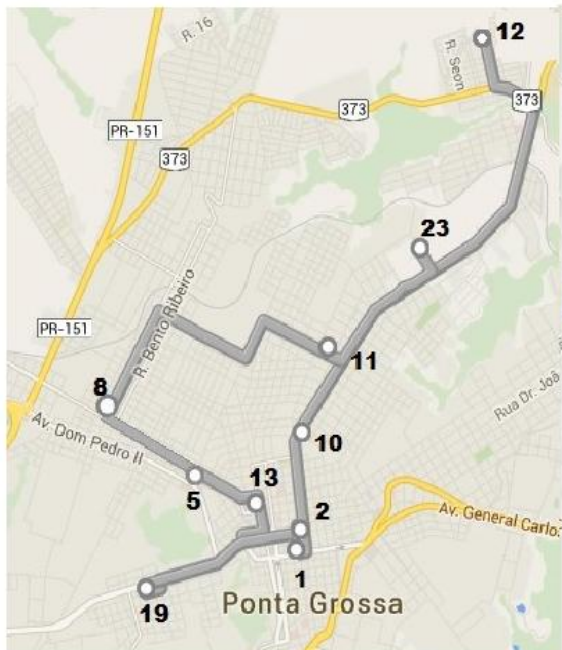 R. 16
12
R. Seon
373
PR-151
373
373
23
PR-151
R. Bento Ribeiro
11
8
Rua Dr. Joã
Av. Dom Pedro II
10
13
5
2
Av. General Carlo
1
19
Ponta Grossa